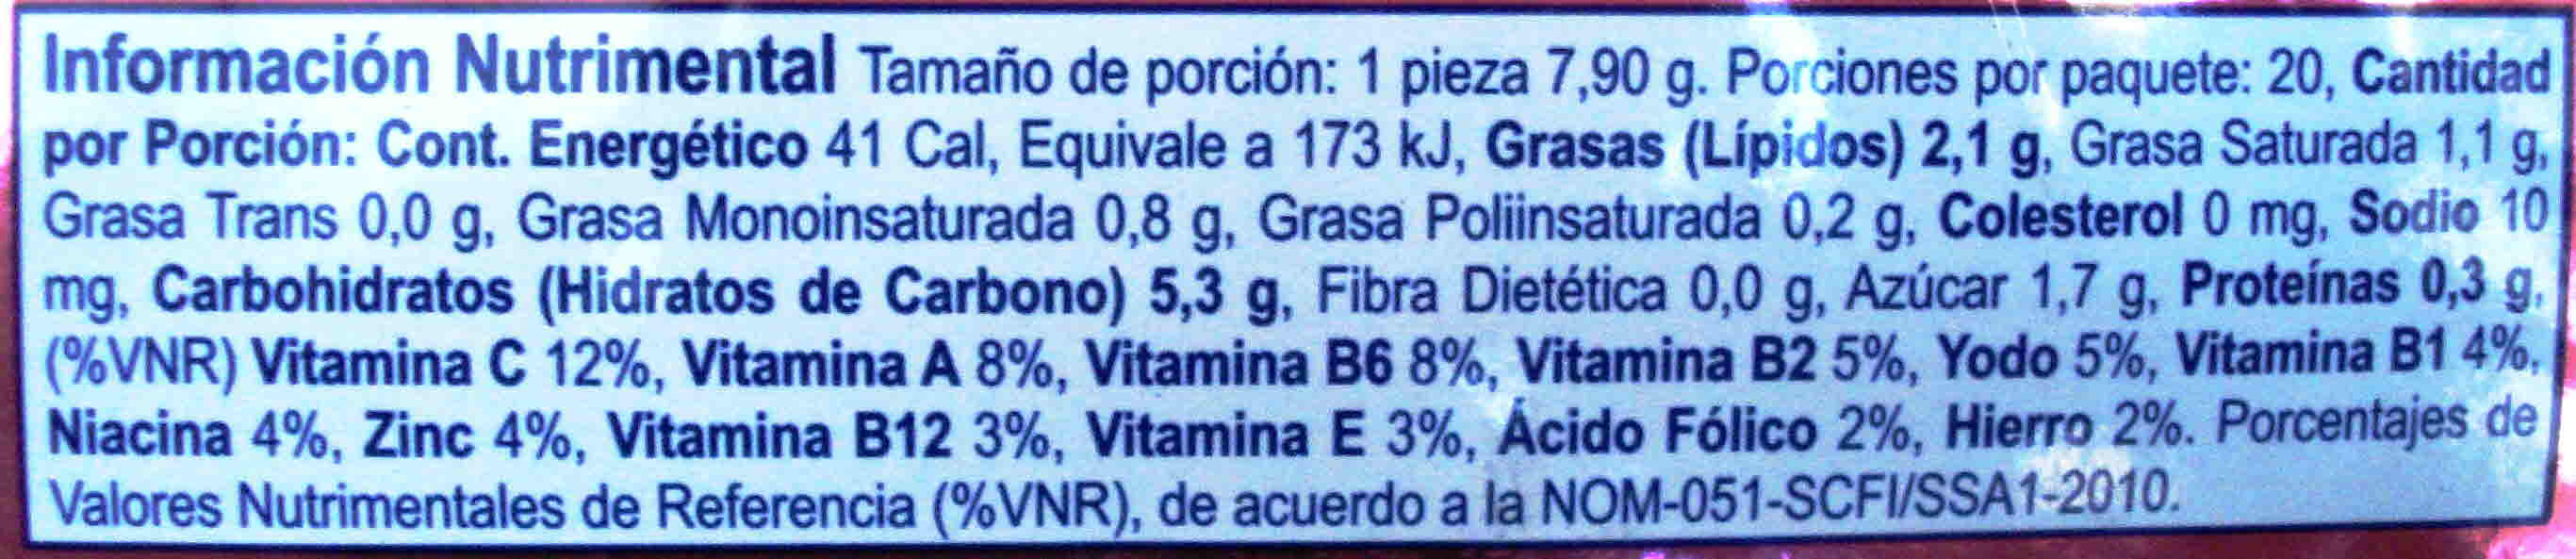 Información Nutrimental Tamaño de porción: 1 pieza 7,90 g. Porciones por paquete: 20, Cantidad
por Porción: Cont. Energético 41 Cal, Equivale a 173 kJ, Grasas (Lípidos) 2,1 g, Grasa Saturada 1,1 g,
Grasa Trans 0,0 g, Grasa Monoinsaturada 0,8 g, Grasa Poliinsaturada 0,2 g, Colesterol 0 mg, Sodio 10
mg, Carbohidratos (Hidratos de Carbono) 5,3 g, Fibra Dietética 0,0 g, Azúcar 1,7 g, Proteínas 0,3 g,
(%VNR) Vitamina C 12%, Vitamina A 8%, Vitamina B6 8%, Vitamina B2 5%, Yodo 5%, Vitamina B1 4%,
Niacina 4%, Zinc 4%, Vitamina B12 3%, Vitamina E 3%, Ácido Fólico 2%, Hierro 2%. Porcentajes de
Valores Nutrimentales de Referencia (%VNR), de acuerdo a la NOM-051-SCFI/SSA1-2010.